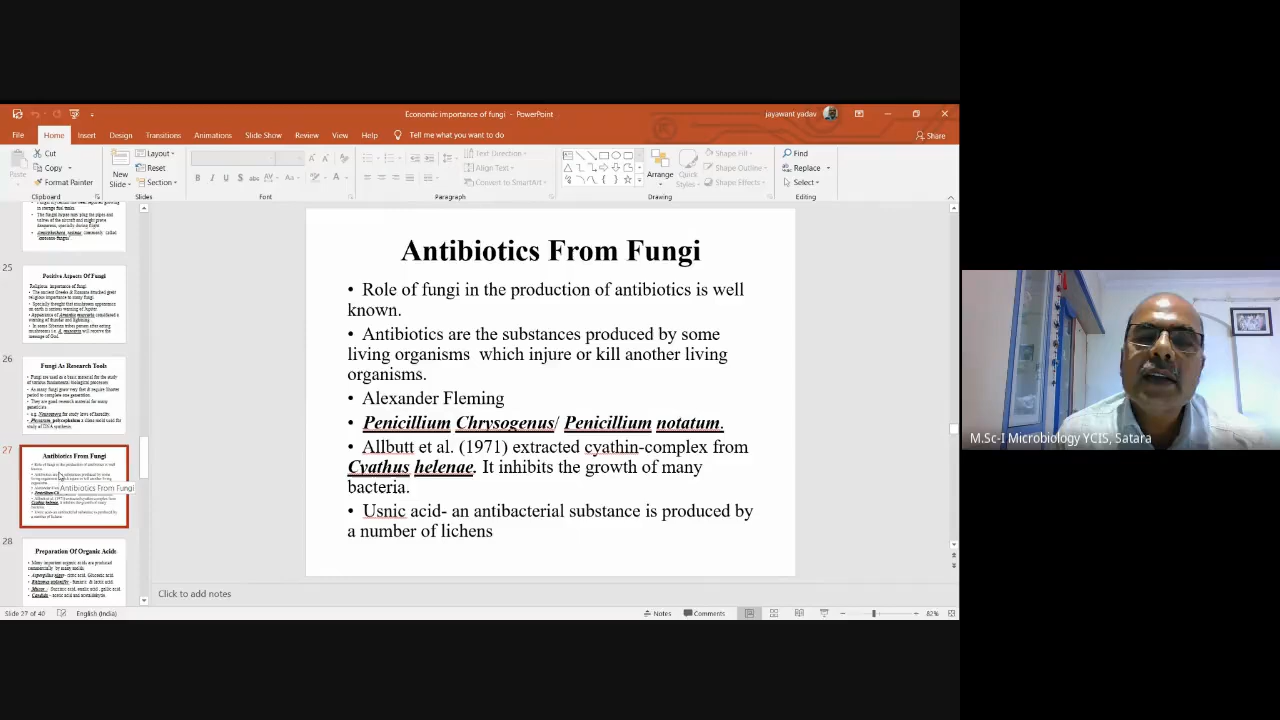 Economic importance of fungi - PowerPoint
jayawant yadav
File Home Insert Design Transitions Animations Slide Show Review View Help Tell me what you want to do
Share
Cut
Copy
Format Painter
Paste
Clipboard
New
Slide
Layout
Reset
Section
Slides
Font
Text Direction
Align Text
Convert to SmartArt
Paragraph
Arrange
Quick
Styles
Shape Fill
Shape Outline
Shape Effects
Drawing
Find
Replace
Select
Editing
25
Positive Aspects Of Fungi
26
Fungi As Research Tools
27
Antibiotics From Fungi
Antibiotics From Fungi
28
Preparation Of Organic Acids
Antibiotics From Fungi
• Role of fungi in the production of antibiotics is well
known.
• Antibiotics are the substances produced by some
living organisms which injure or kill another living
organisms.
• Alexander Fleming
• Penicillium Chrysogenus/ Penicillium notatum.
• Allbutt et al. (1971) extracted cyathin-complex from
Cyathus helenae. It inhibits the growth of many
bacteria.
• Usnic acid- an antibacterial substance is produced by
a number of lichens
Click to add notes
Slide 27 of 40 English (India)
Notes Comments 82%
M.Sc-I Microbiology YCIS, Satara